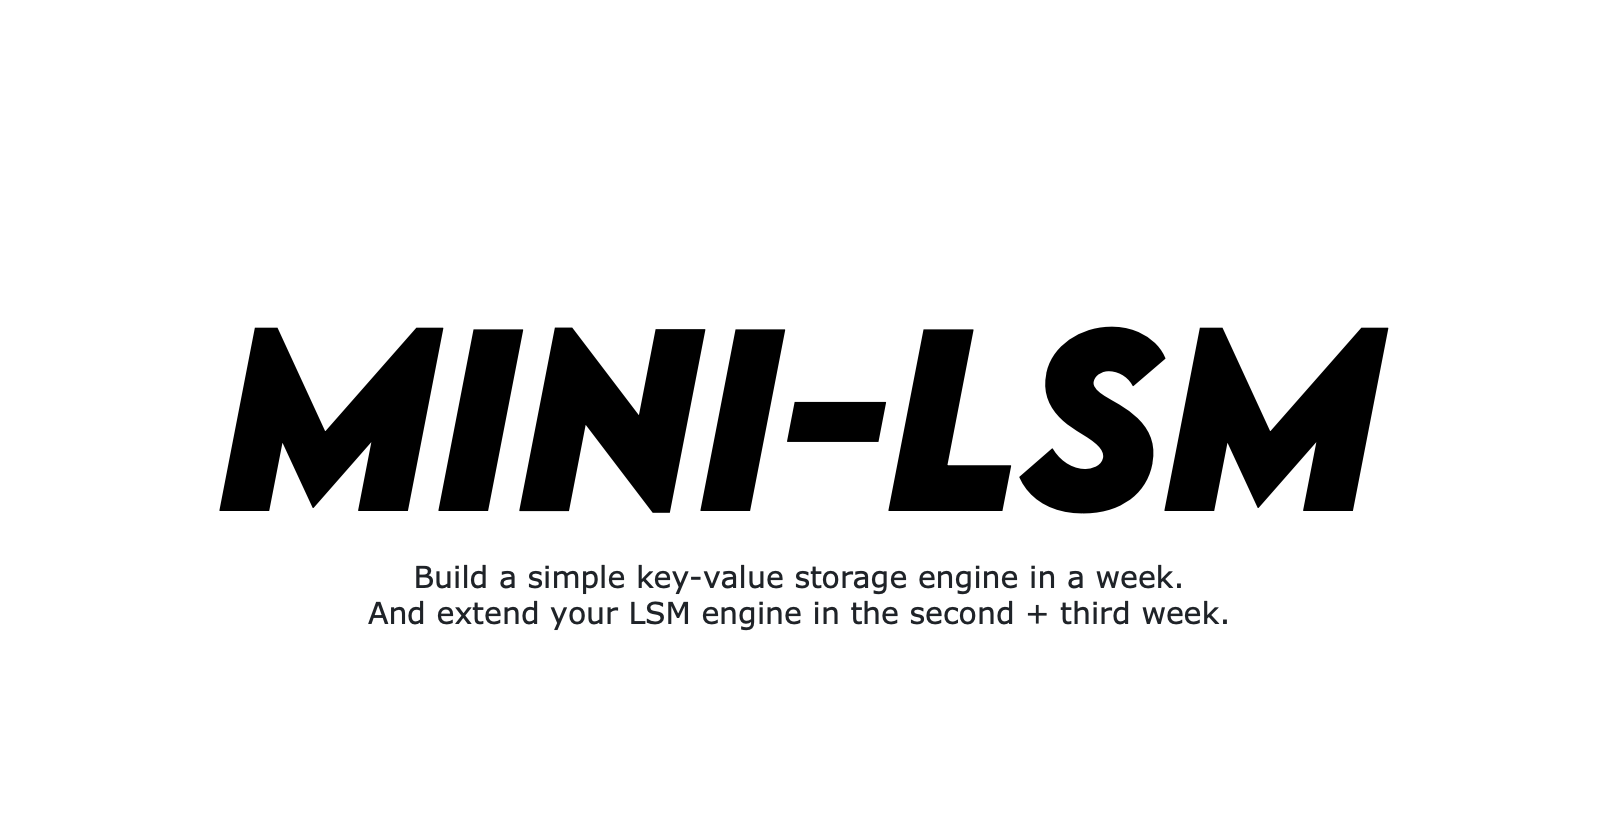 MINI-LSM
Build a simple key-value storage engine in a week.
And extend your LSM engine in the second + third week.